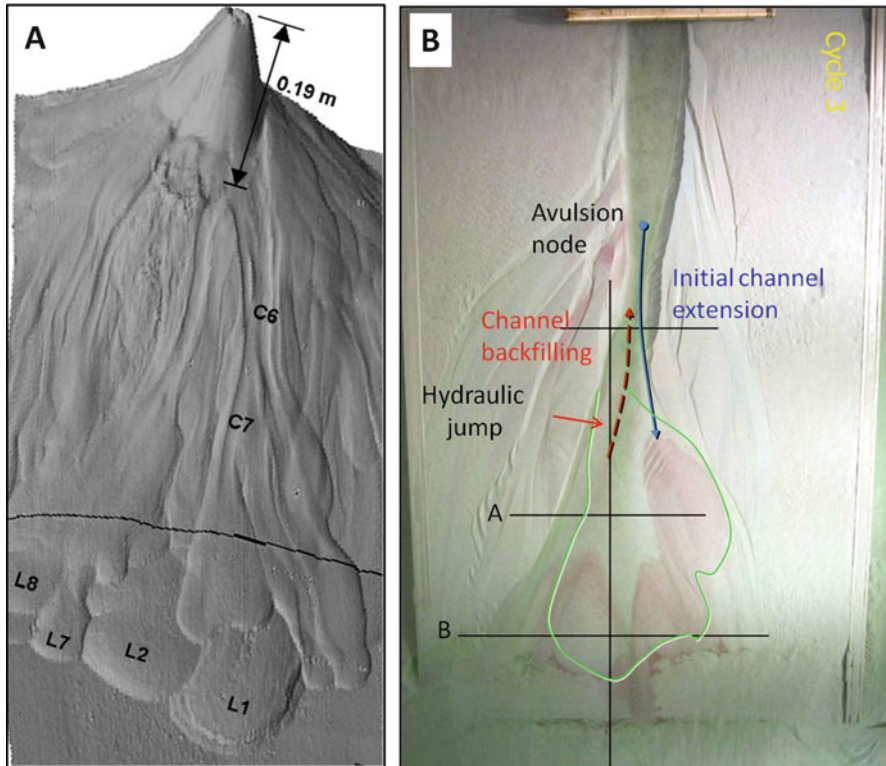 A
0.19 m
C6
C7
L8
L7
L2
L1
B
Cycle 3
Avulsion
node
Initial channel
extension
Channel
backfilling
Hydraulic
jump
A
B